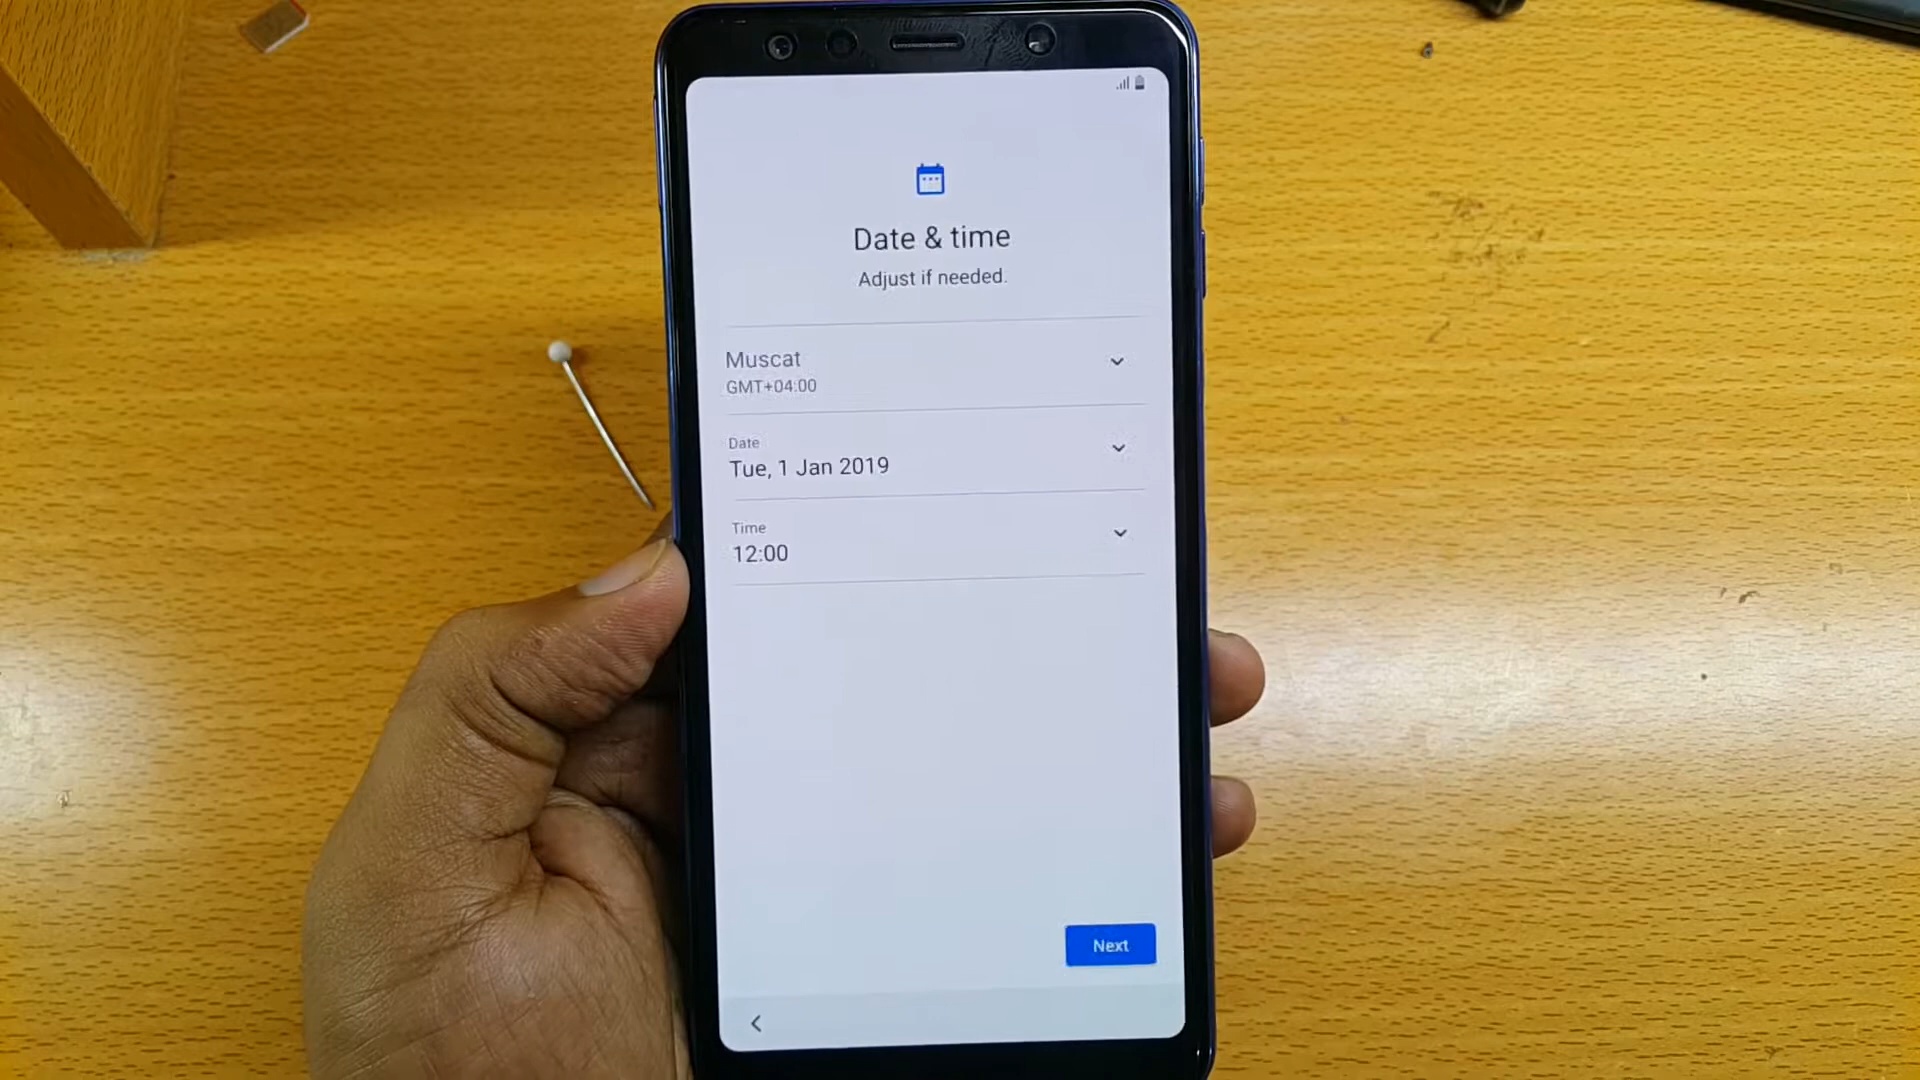 Date & time
Adjust if needed.
Muscat
GMT+04:00
Date
Tue, 1 Jan 2019
Time
12:00
Next